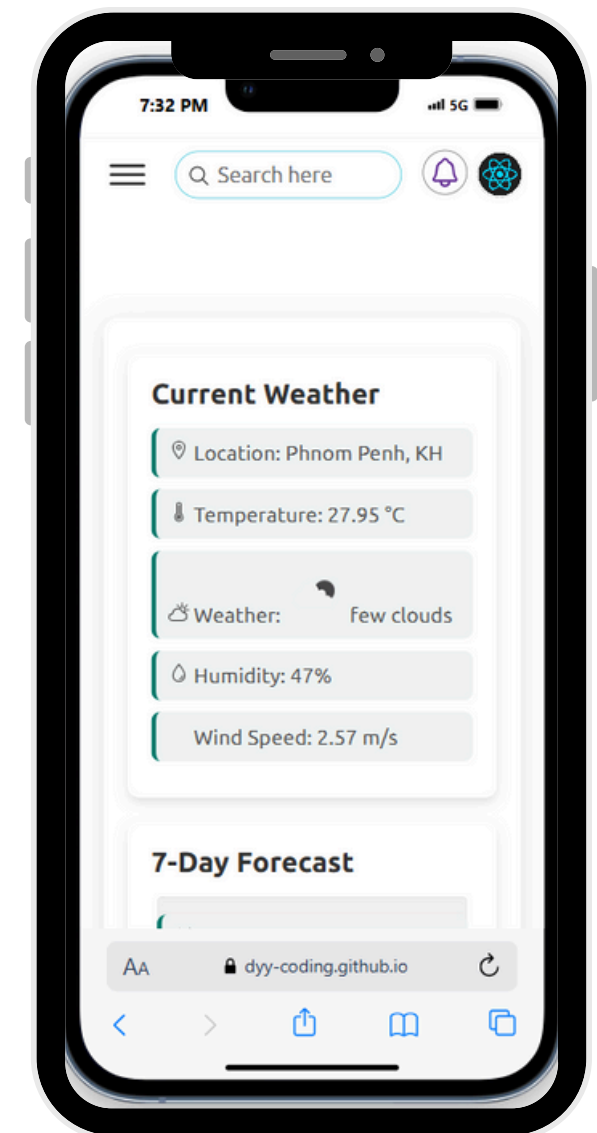 7:32 PM 5G
Search here
Current Weather
Location: Phnom Penh, KH
Temperature: 27.95 °C
Weather: few clouds
Humidity: 47%
Wind Speed: 2.57 m/s
7-Day Forecast
AA dyy-coding.github.io